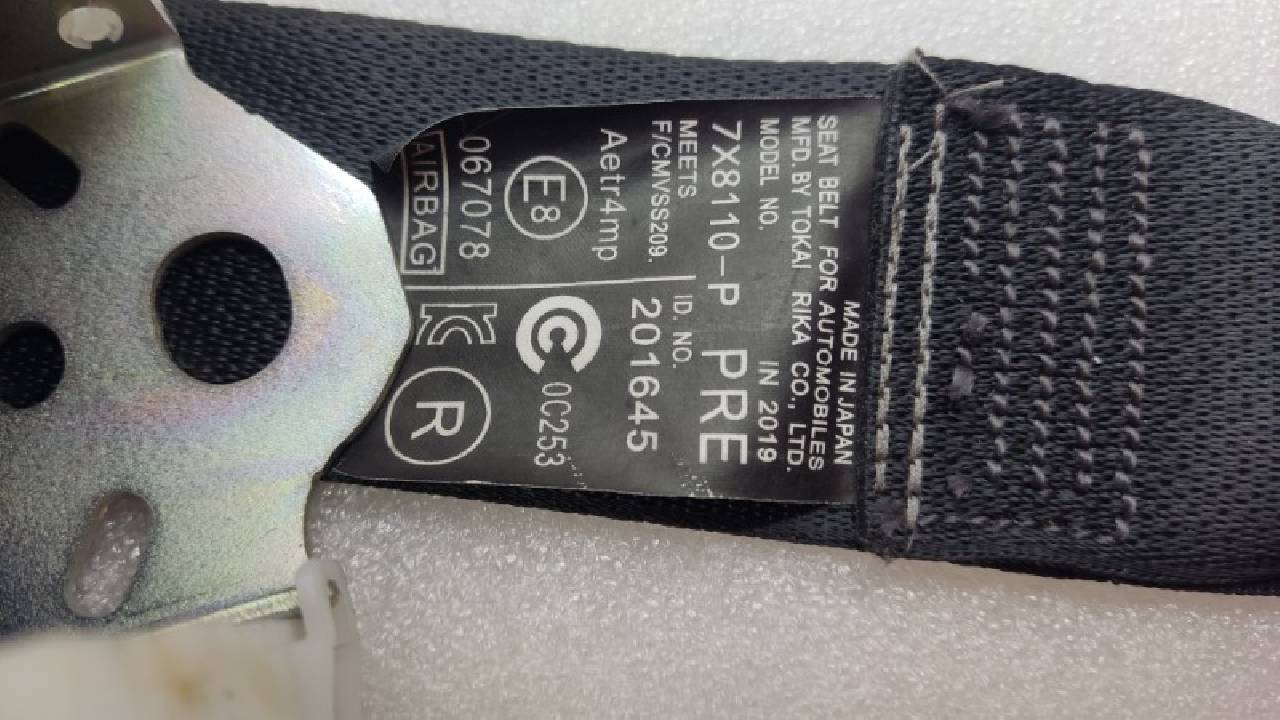 MADE IN JAPAN
SEAT BELT FOR AUTOMOBILES
MFD. BY TOKAI RIKA CO., LTD.
MODEL NO. IN 2019
7X8110-P PRE
MEETS
F/CMVSS209.
ID. NO.
201645
Aetr4mp
E8
067078
AIRBAG
C 0C253
KC
R